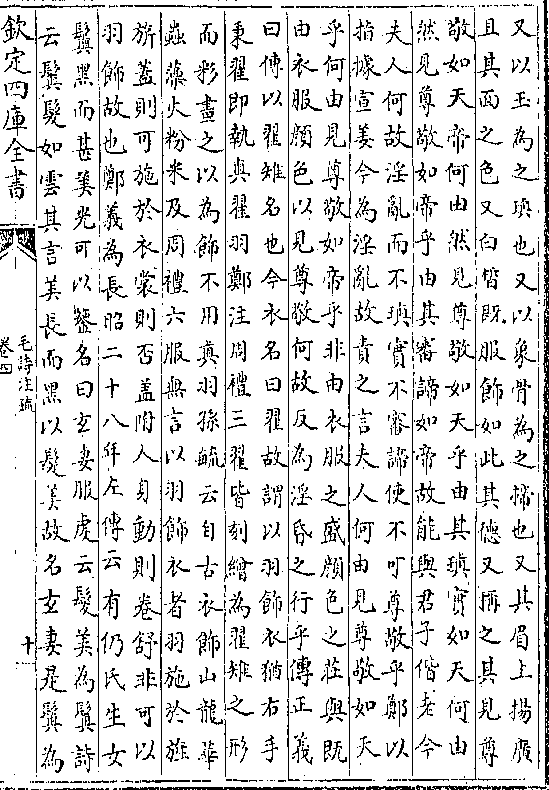 又以玉為之瑱也又以象骨為之揥也又其眉上揚廣
且其面之色又白皙既服飾如此其德又稱之其見尊
敬如天帝何由然見尊敬如天乎由其瑱實如天何由
然見尊敬如帝乎由其審諦如帝故能與君子偕老今
夫人何故淫亂而不瑱實不審諦使不可尊敬乎鄭以
指據宣姜今為淫亂故責之言夫人何由見尊敬如天
乎何由見尊敬如帝乎非由衣服之盛顔色之莊與既
由衣服顔色以見尊敬何故反為淫昏之行乎傳正義
曰傳以翟雉名也今衣名曰翟故謂以羽飾衣猶右手
秉翟即執真翟羽鄭注周禮三翟皆刻繒為翟雉之形
而彩畫之以為飾不用真羽孫毓云自古衣飾山龍華
蟲藻火粉米及周禮六服無言以羽飾衣者羽施於旌
旂蓋則可施於衣裳則否蓋附人身動則卷舒非可以
羽飾故也鄭義為長昭二十八年左傳云有仍氏生女
鬒黑而甚美光可以鑒名曰玄妻服虔云髮美為鬒詩
云鬒髮如雲其言美長而黑以髮美故名玄妻是鬒為
欽定四庫全書
毛詩注疏
卷四
十